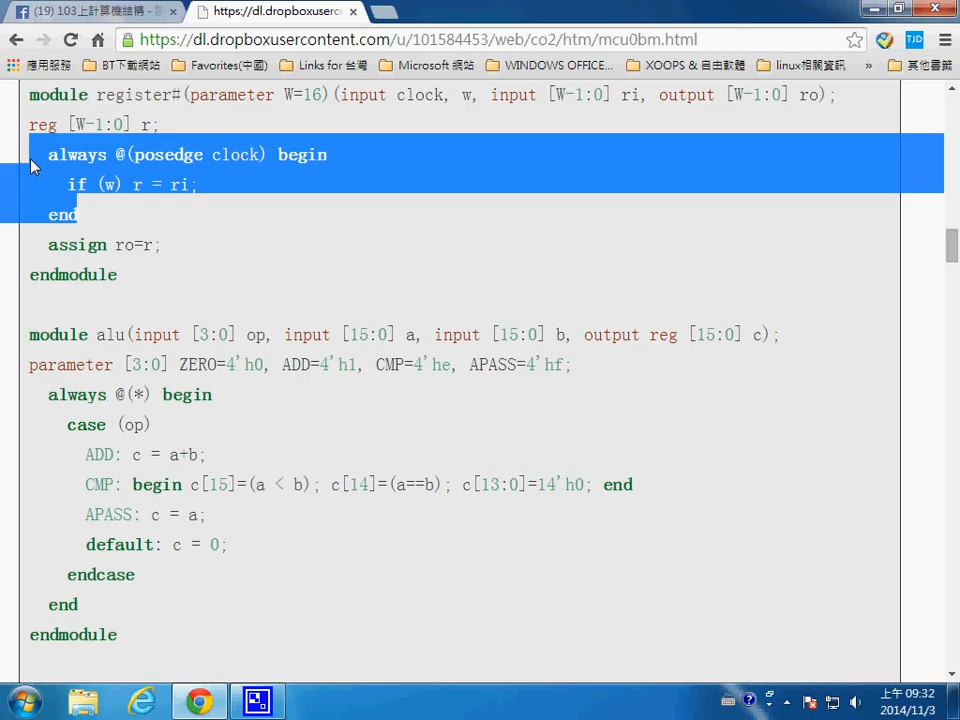 (19) 103上計算機結構 -
https://dl.dropboxuserc
https://dl.dropboxusercontent.com/u/101584453/web/co2/htm/mcu0bm.html
TJD
應用服務 BT下載網站 Favorites(中國) Links for 台灣 Microsoft 網站 WINDOWS OFFICE... XOOPS & 自由軟體 linux相關資訊 » 其他書籤
module register#(parameter W=16)(input clock, w, input [W-1:0] ri, output [W-1:0] ro);
reg [W-1:0] r;
always @(posedge clock) begin
if (w) r = ri;
end
assign ro=r;
endmodule
module alu(input [3:0] op, input [15:0] a, input [15:0] b, output reg [15:0] c);
parameter [3:0] ZERO=4'h0, ADD=4'h1, CMP=4'he, APASS=4'hf;
always @(*) begin
case (op)
ADD: c = a+b;
CMP: begin c[15]=(a < b); c[14]=(a==b); c[13:0]=14'h0; end
APASS: c = a;
default: c = 0;
endcase
end
endmodule
上午 09:32
2014/11/3